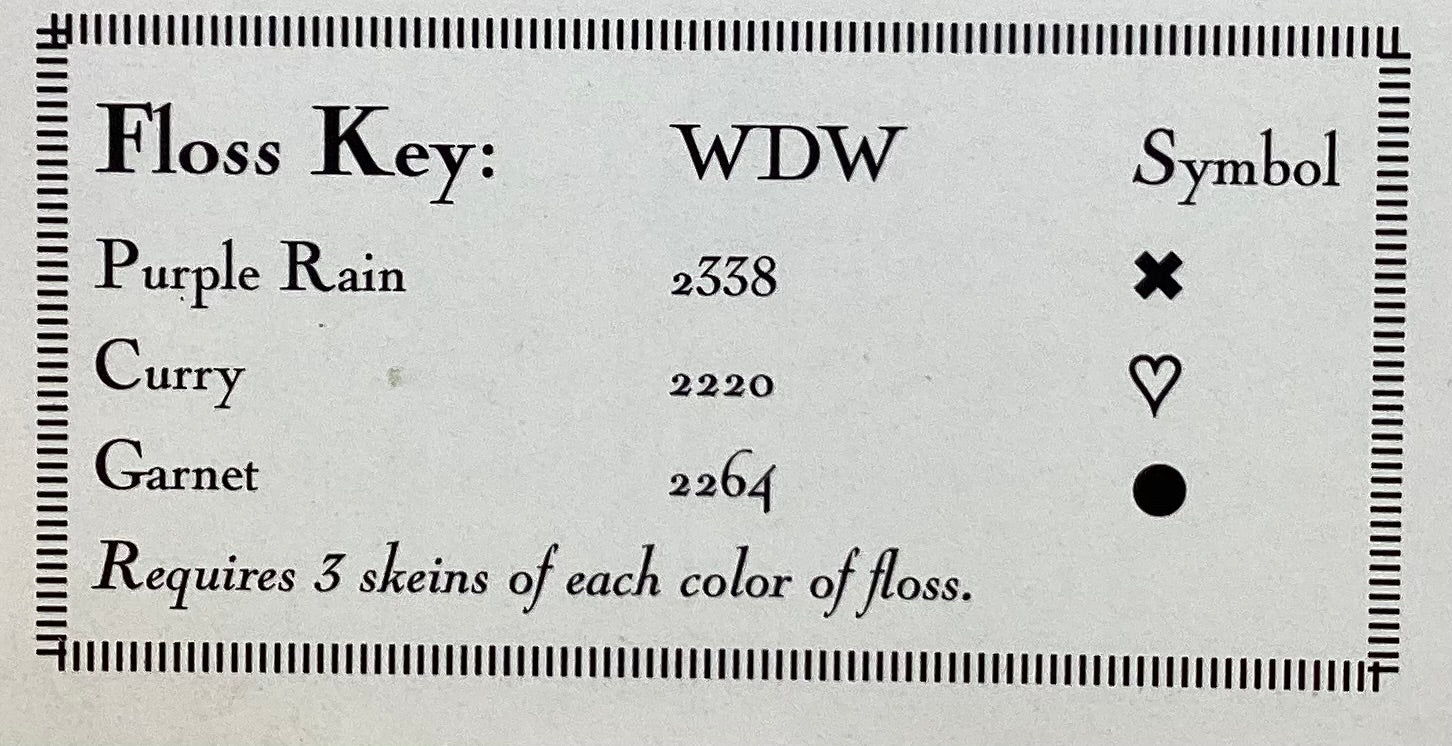 Floss Key: WDW Symbol
Purple Rain 2338 ✖
Curry 2220 ♡
Garnet 2264 ●
Requires 3 skeins of each color of floss.